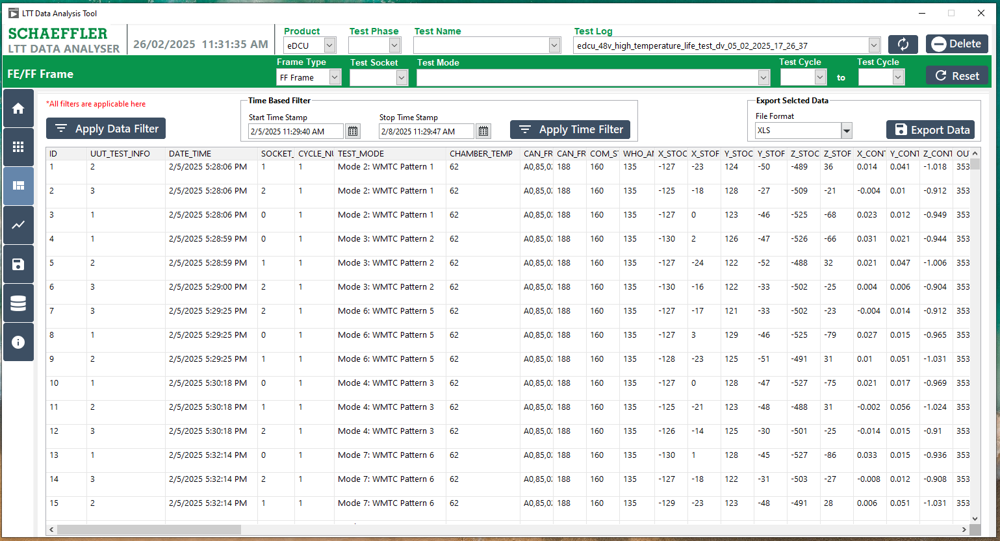 LTT Data Analysis Tool
SCHAEFFLER
LTT DATA ANALYSER
26/02/2025 11:31:35 AM
Product Test Phase Test Name Test Log
eDCU edcu_48v_high_temperature_life_test_dv_05_02_2025_17_26_37
Delete
FE/FF Frame
Frame Type Test Socket Test Mode Test Cycle Test Cycle
FF Frame to
Reset
*All filters are applicable here
Apply Data Filter
Time Based Filter
Start Time Stamp Stop Time Stamp
2/5/2025 11:29:40 AM 2/8/2025 11:29:47 AM
Apply Time Filter
Export Selcted Data
File Format
XLS
Export Data
ID UUT_TEST_INFO DATE_TIME SOCKET_ CYCLE_NU TEST_MODE CHAMBER_TEMP CAN_FR CAN_FR COM_S WHO_A X_STOC X_STOF Y_STOC Y_STOF Z_STOC Z_STOF X_CONT Y_CONT Z_CONT OU
1 2 2/5/2025 5:28:06 PM 1 1 Mode 2: WMTC Pattern 1 62 A0,85,0 188 160 135 -127 -23 124 -50 -489 36 0.014 0.041 -1.018 353
2 3 2/5/2025 5:28:06 PM 2 1 Mode 2: WMTC Pattern 1 62 A0,85,0 188 160 135 -125 -18 128 -27 -509 -21 -0.004 0.01 -0.912 353
3 1 2/5/2025 5:28:06 PM 0 1 Mode 2: WMTC Pattern 1 62 A0,85,0 188 160 135 -127 0 123 -46 -525 -68 0.023 0.012 -0.949 353
4 1 2/5/2025 5:28:59 PM 0 1 Mode 3: WMTC Pattern 2 62 A0,85,0 188 160 135 -130 2 126 -47 -526 -66 0.031 0.021 -0.944 353
5 2 2/5/2025 5:28:59 PM 1 1 Mode 3: WMTC Pattern 2 62 A0,85,0 188 160 135 -127 -24 122 -52 -488 32 0.021 0.047 -1.006 353
6 3 2/5/2025 5:29:00 PM 2 1 Mode 3: WMTC Pattern 2 62 A0,85,0 188 160 135 -130 -16 122 -33 -502 -25 0.004 0.006 -0.904 353
7 3 2/5/2025 5:29:25 PM 2 1 Mode 6: WMTC Pattern 5 62 A0,85,0 188 160 135 -127 -17 121 -33 -502 -23 -0.004 0.014 -0.912 353
8 1 2/5/2025 5:29:25 PM 0 1 Mode 6: WMTC Pattern 5 62 A0,85,0 188 160 135 -127 3 129 -46 -525 -79 0.027 0.015 -0.965 353
9 2 2/5/2025 5:29:25 PM 1 1 Mode 6: WMTC Pattern 5 62 A0,85,0 188 160 135 -128 -23 125 -51 -491 31 0.01 0.051 -1.031 353
10 1 2/5/2025 5:30:18 PM 0 1 Mode 4: WMTC Pattern 3 62 A0,85,0 188 160 135 -127 0 128 -47 -527 -75 0.021 0.017 -0.969 353
11 2 2/5/2025 5:30:18 PM 1 1 Mode 4: WMTC Pattern 3 62 A0,85,0 188 160 135 -125 -21 123 -48 -488 31 -0.002 0.056 -1.024 353
12 3 2/5/2025 5:30:18 PM 2 1 Mode 4: WMTC Pattern 3 62 A0,85,0 188 160 135 -126 -14 125 -30 -501 -25 -0.014 0.015 -0.91 353
13 1 2/5/2025 5:32:14 PM 0 1 Mode 7: WMTC Pattern 6 62 A0,85,0 188 160 135 -130 1 128 -45 -527 -86 0.033 0.015 -0.936 353
14 3 2/5/2025 5:32:14 PM 2 1 Mode 7: WMTC Pattern 6 62 A0,85,0 188 160 135 -127 -18 122 -31 -503 -27 -0.008 0.012 -0.908 353
15 2 2/5/2025 5:32:14 PM 1 1 Mode 7: WMTC Pattern 6 62 A0,85,0 188 160 135 -129 -23 123 -48 -491 28 0.006 0.051 -1.031 353